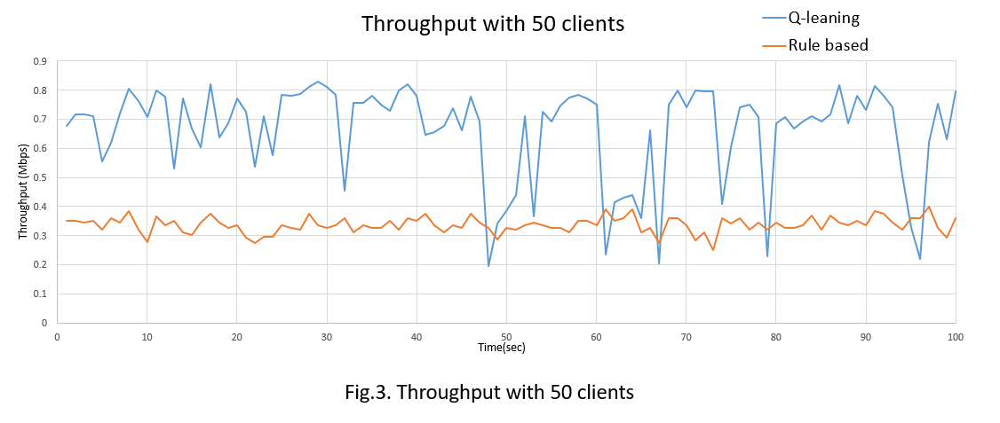 Throughput with 50 clients
Q-leaning
Rule based
0.9
0.8
0.7
0.6
0.5
0.4
0.3
0.2
0.1
0
Throughput (Mbps)
0 10 20 30 40 50 60 70 80 90 100
Time(sec)
Fig.3. Throughput with 50 clients